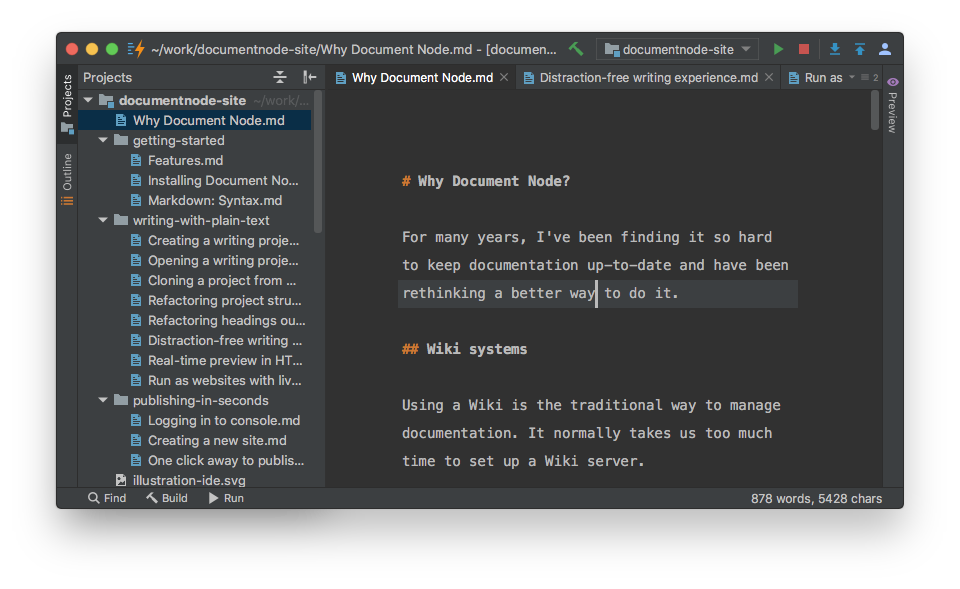 ~/work/documentnode-site/Why Document Node.md - [documen...
documentnode-site
Projects
Outline
Projects
documentnode-site ~/work/...
Why Document Node.md
getting-started
Features.md
Installing Document No...
Markdown: Syntax.md
writing-with-plain-text
Creating a writing proje...
Opening a writing proje...
Cloning a project from ...
Refactoring project stru...
Refactoring headings ou...
Distraction-free writing ...
Real-time preview in HT...
Run as websites with liv...
publishing-in-seconds
Logging in to console.md
Creating a new site.md
One click away to publis...
illustration-ide.svg
Why Document Node.md
Distraction-free writing experience.md
Run as
2
# Why Document Node?
For many years, I've been finding it so hard
to keep documentation up-to-date and have been
rethinking a better way to do it.
## Wiki systems
Using a Wiki is the traditional way to manage
documentation. It normally takes us too much
time to set up a Wiki server.
Preview
Find
Build
Run
878 words, 5428 chars